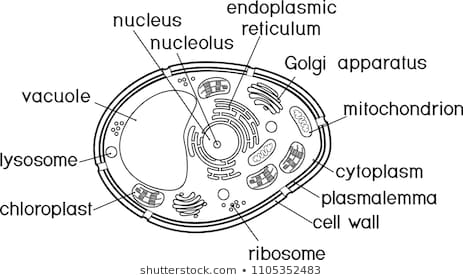 nucleus
nucleolus
endoplasmic
reticulum
Golgi apparatus
vacuole
mitochondrion
lysosome
cytoplasm
plasmalemma
chloroplast
cell wall
ribosome
shutterstock.com • 1105352483